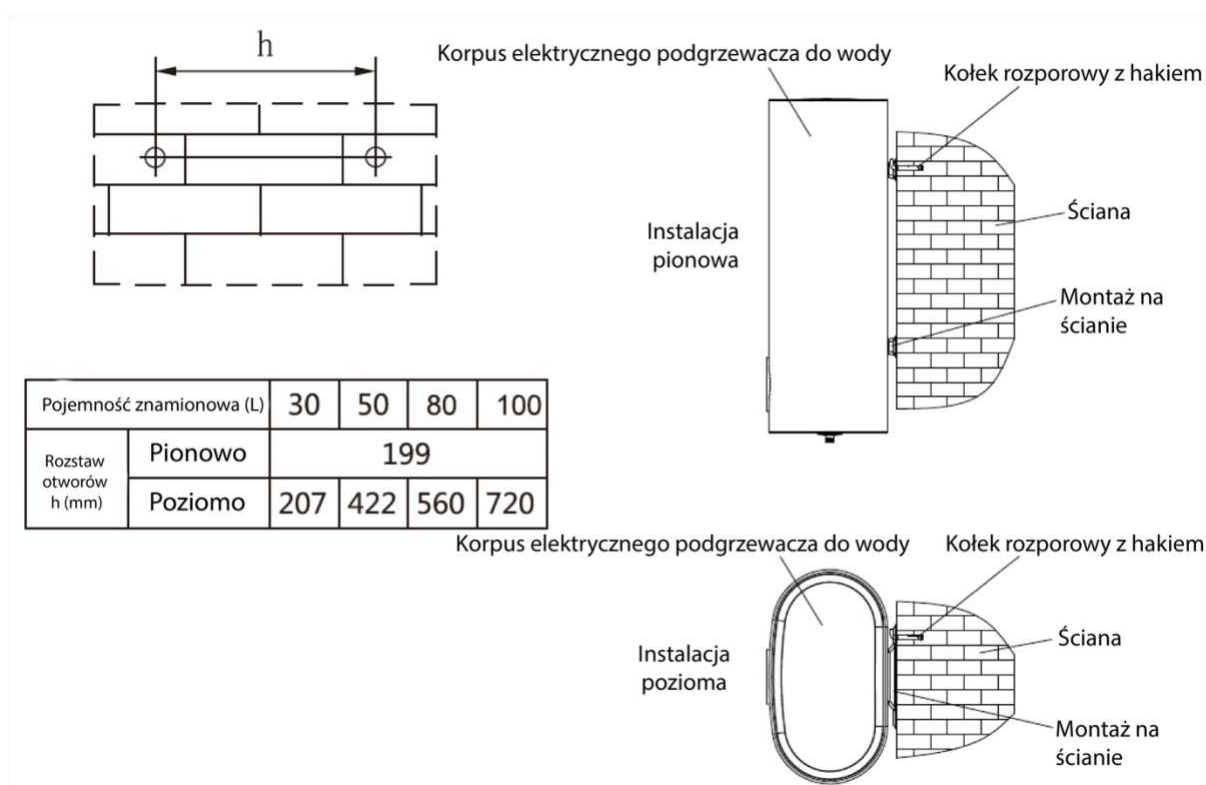 h
Korpus elektrycznego podgrzewacza do wody
Kołek rozporowy z hakiem
Ściana
Instalacja
pionowa
Montaż na
ścianie
Pojemność znamionowa (L) 30 50 80 100
Rozstaw
otworów
h (mm)
Pionowo 199
Poziomo 207 422 560 720
Korpus elektrycznego podgrzewacza do wody
Kołek rozporowy z hakiem
Ściana
Instalacja
pozioma
Montaż na
ścianie